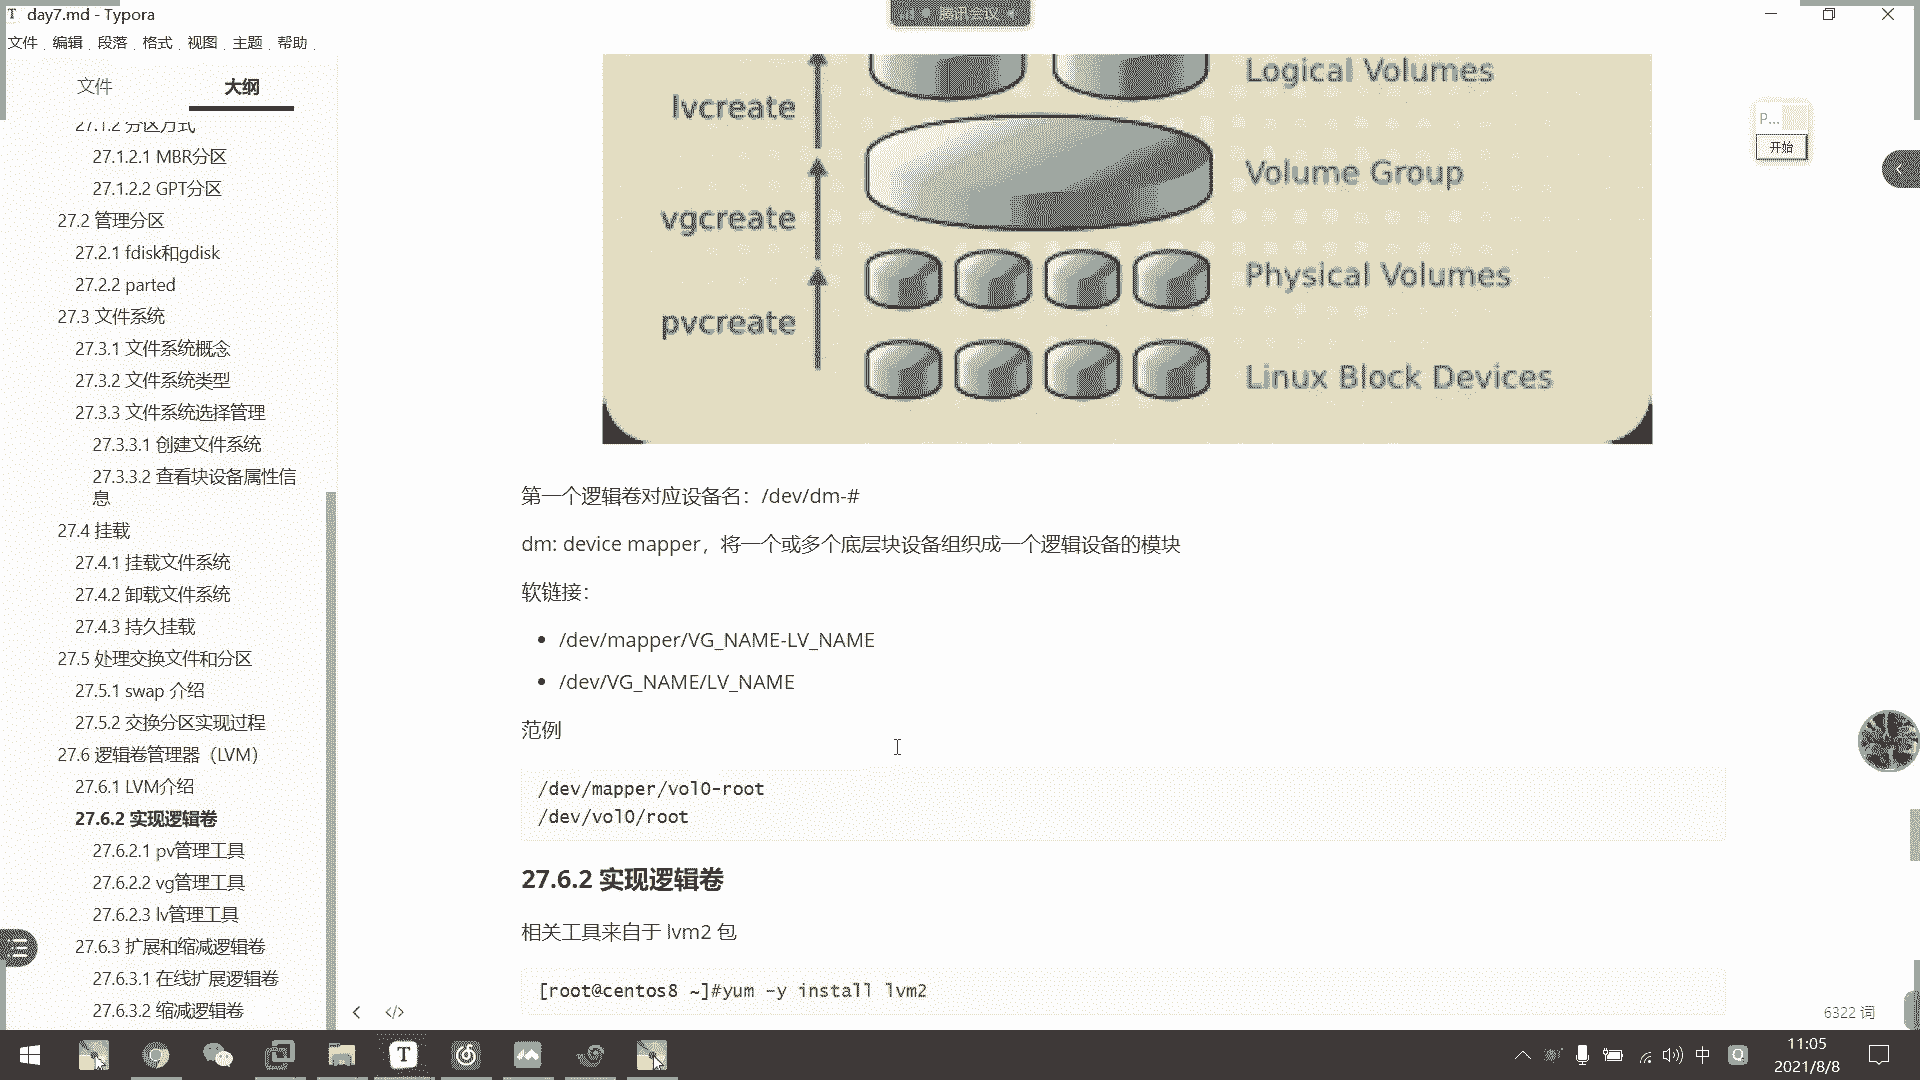 day7.md - Typora
腾讯会议
文件 编辑 段落 格式 视图 主题 帮助
文件 大纲
27.1.2 分区方式
27.1.2.1 MBR分区
27.1.2.2 GPT分区
27.2 管理分区
27.2.1 fdisk和gdisk
27.2.2 parted
27.3 文件系统
27.3.1 文件系统概念
27.3.2 文件系统类型
27.3.3 文件系统选择管理
27.3.3.1 创建文件系统
27.3.3.2 查看块设备属性信
息
27.4 挂载
27.4.1 挂载文件系统
27.4.2 卸载文件系统
27.4.3 持久挂载
27.5 处理交换文件和分区
27.5.1 swap 介绍
27.5.2 交换分区实现过程
27.6 逻辑卷管理器（LVM）
27.6.1 LVM介绍
27.6.2 实现逻辑卷
27.6.2.1 pv管理工具
27.6.2.2 vg管理工具
27.6.2.3 lv管理工具
27.6.3 扩展和缩减逻辑卷
27.6.3.1 在线扩展逻辑卷
27.6.3.2 缩减逻辑卷
Logical Volumes
lvcreate
Volume Group
vgcreate
Physical Volumes
pvcreate
Linux Block Devices
第一个逻辑卷对应设备名：/dev/dm-#
dm: device mapper，将一个或多个底层块设备组织成一个逻辑设备的模块
软链接：
/dev/mapper/VG_NAME-LV_NAME
/dev/VG_NAME/LV_NAME
范例
/dev/mapper/vol0-root
/dev/vol0/root
27.6.2 实现逻辑卷
相关工具来自于 lvm2 包
[root@centos8 ~]#yum -y install lvm2
P...
开始
6322 词
中
11:05
2021/8/8